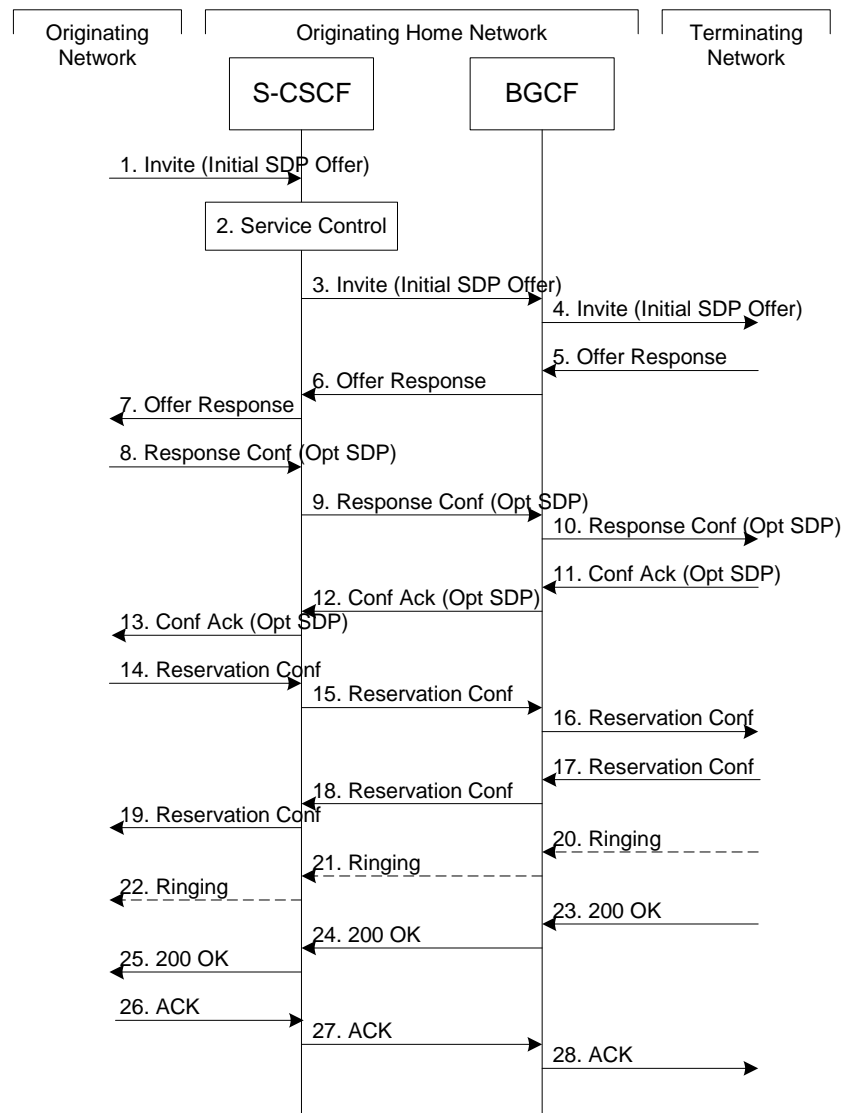 Originating
Network
Originating Home Network
Terminating
Network
S-CSCF
BGCF
1. Invite (Initial SDP Offer)
2. Service Control
3. Invite (Initial SDP Offer)
4. Invite (Initial SDP Offer)
5. Offer Response
6. Offer Response
7. Offer Response
8. Response Conf (Opt SDP)
9. Response Conf (Opt SDP)
10. Response Conf (Opt SDP)
11. Conf Ack (Opt SDP)
12. Conf Ack (Opt SDP)
13. Conf Ack (Opt SDP)
14. Reservation Conf
15. Reservation Conf
16. Reservation Conf
17. Reservation Conf
18. Reservation Conf
19. Reservation Conf
20. Ringing
21. Ringing
22. Ringing
23. 200 OK
24. 200 OK
25. 200 OK
26. ACK
27. ACK
28. ACK